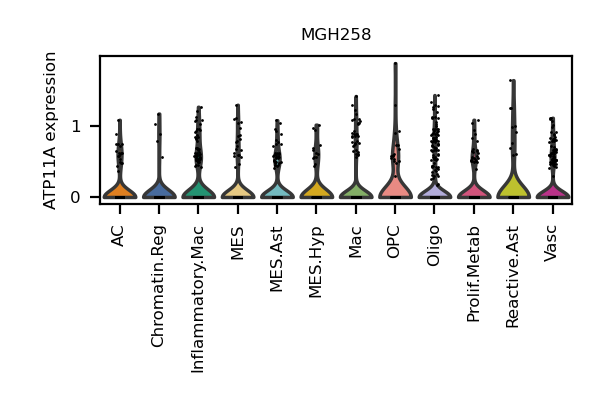 MGH258
ATP11A expression
1
0
AC
Chromatin.Reg
Inflammatory.Mac
MES
MES.Ast
MES.Hyp
Mac
OPC
Oligo
Prolif.Metab
Reactive.Ast
Vasc